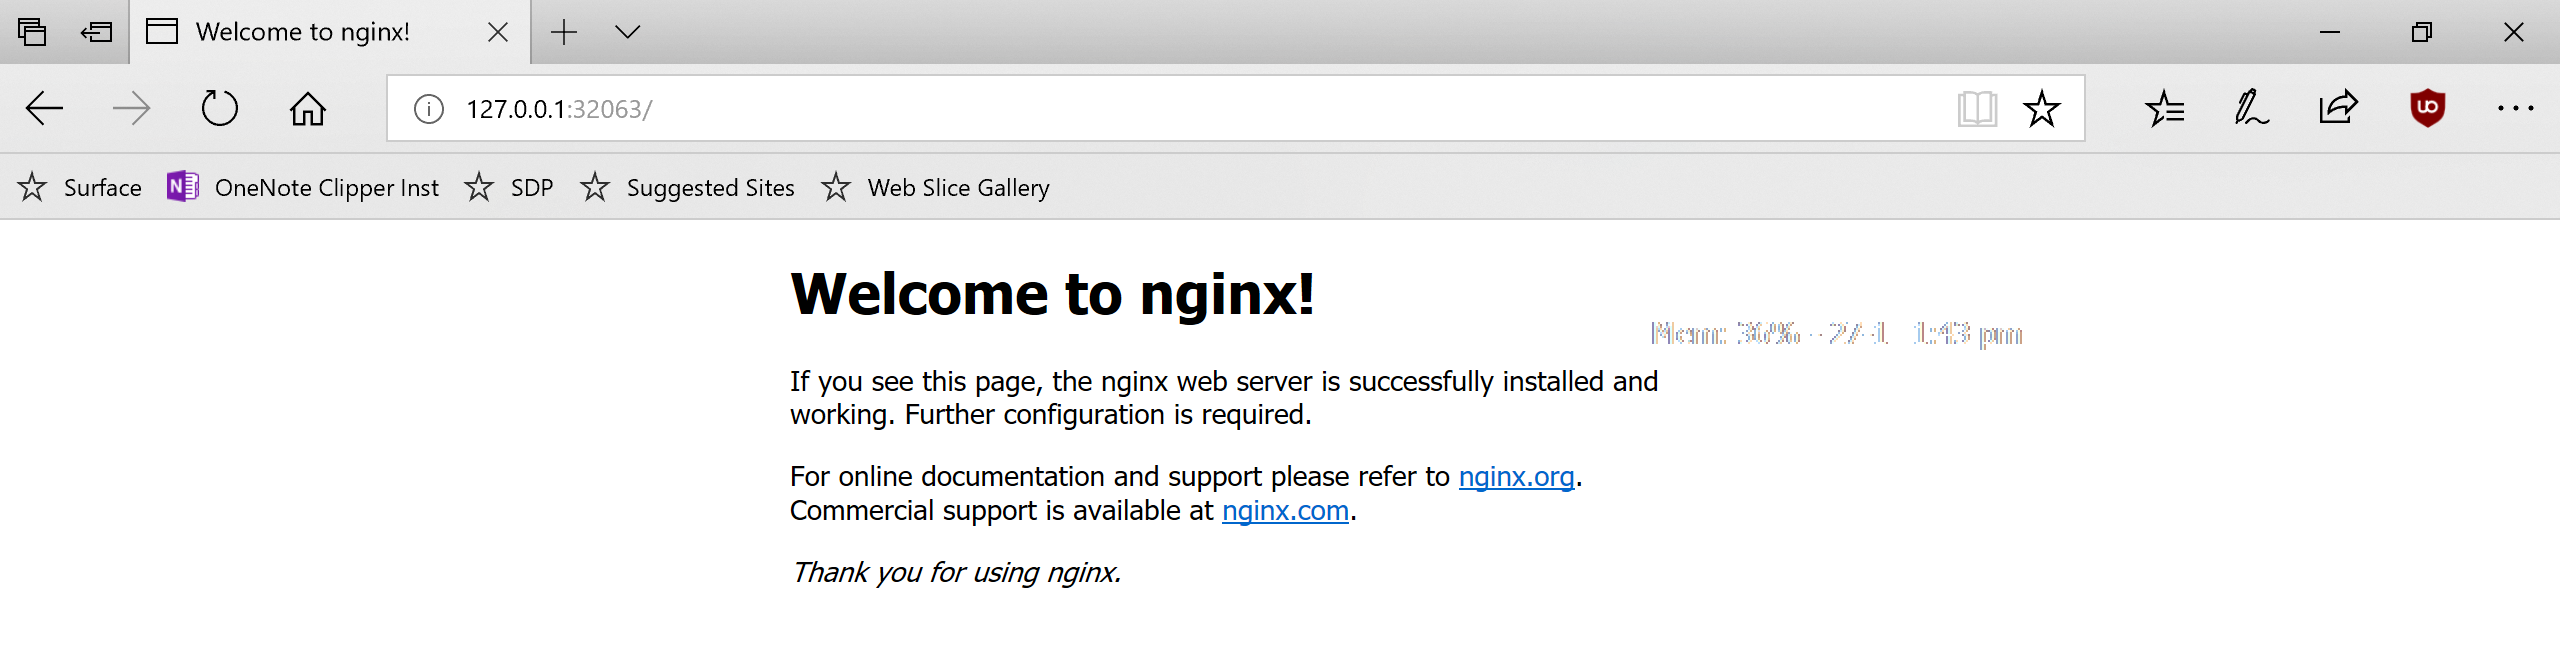 Welcome to nginx!
127.0.0.1:32063/
Surface
OneNote Clipper Inst
SDP
Suggested Sites
Web Slice Gallery
Welcome to nginx!
Mem: 1:43 pm
If you see this page, the nginx web server is successfully installed and
working. Further configuration is required.
For online documentation and support please refer to nginx.org.
Commercial support is available at nginx.com.
Thank you for using nginx.